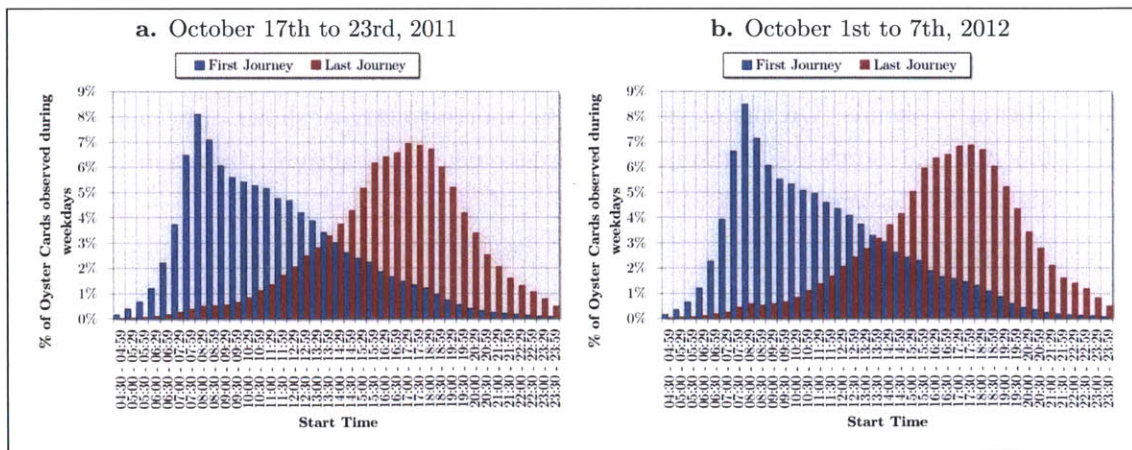 a. October 17th to 23rd, 2011
First Journey Last Journey
% of Oyster Cards observed during
weekdays
9%
8%
7%
6%
5%
4%
3%
2%
1%
0%
04:30 - 04:59
05:00 - 05:29
05:30 - 05:59
06:00 - 06:29
06:30 - 06:59
07:00 - 07:29
07:30 - 07:59
08:00 - 08:29
08:30 - 08:59
09:00 - 09:29
09:30 - 09:59
10:00 - 10:29
10:30 - 10:59
11:00 - 11:29
11:30 - 11:59
12:00 - 12:29
12:30 - 12:59
13:00 - 13:29
13:30 - 13:59
14:00 - 14:29
14:30 - 14:59
15:00 - 15:29
15:30 - 15:59
16:00 - 16:29
16:30 - 16:59
17:00 - 17:29
17:30 - 17:59
18:00 - 18:29
18:30 - 18:59
19:00 - 19:29
19:30 - 19:59
20:00 - 20:29
20:30 - 20:59
21:00 - 21:29
21:30 - 21:59
22:00 - 22:29
22:30 - 22:59
23:00 - 23:29
23:30 - 23:59
Start Time
b. October 1st to 7th, 2012
First Journey Last Journey
% of Oyster Cards observed during
weekdays
9%
8%
7%
6%
5%
4%
3%
2%
1%
0%
04:30 - 04:59
05:00 - 05:29
05:30 - 05:59
06:00 - 06:29
06:30 - 06:59
07:00 - 07:29
07:30 - 07:59
08:00 - 08:29
08:30 - 08:59
09:00 - 09:29
09:30 - 09:59
10:00 - 10:29
10:30 - 10:59
11:00 - 11:29
11:30 - 11:59
12:00 - 12:29
12:30 - 12:59
13:00 - 13:29
13:30 - 13:59
14:00 - 14:29
14:30 - 14:59
15:00 - 15:29
15:30 - 15:59
16:00 - 16:29
16:30 - 16:59
17:00 - 17:29
17:30 - 17:59
18:00 - 18:29
18:30 - 18:59
19:00 - 19:29
19:30 - 19:59
20:00 - 20:29
20:30 - 20:59
21:00 - 21:29
21:30 - 21:59
22:00 - 22:29
22:30 - 22:59
23:00 - 23:29
23:30 - 23:59
Start Time